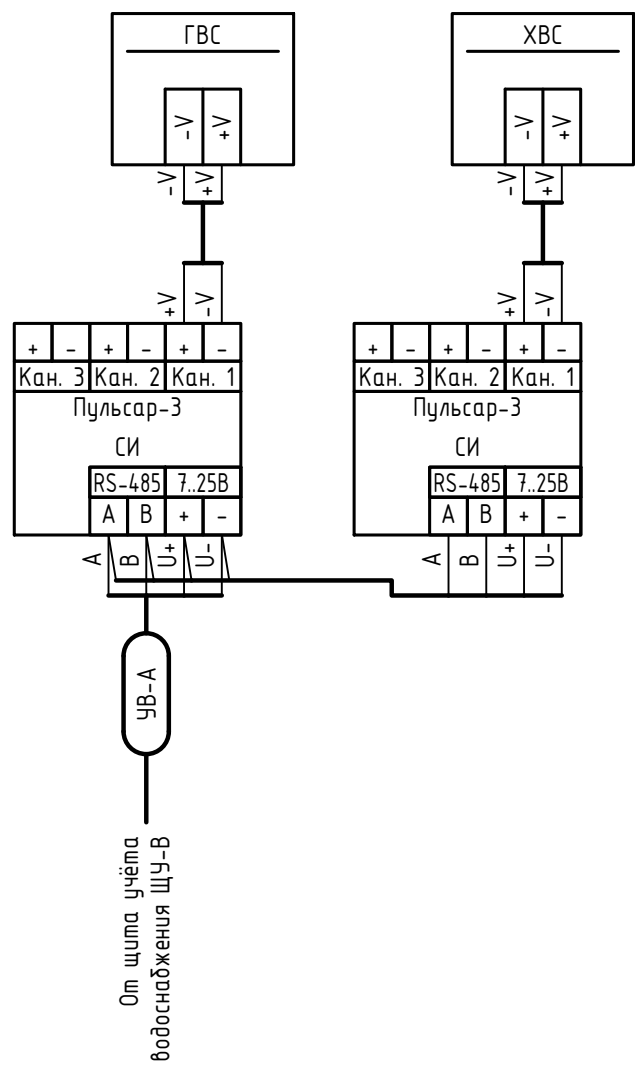 ГВС
ХВС
-V +V
-V +V
-V +V
-V +V
+V -V
+V -V
+ - + - + -
+ - + - + -
Кан. 3 Кан. 2 Кан. 1
Кан. 3 Кан. 2 Кан. 1
Пульсар-3
Пульсар-3
СИ
СИ
RS-485 7..25В
RS-485 7..25В
A B + -
A B + -
A B U+ U-
A B U+ U-
УВ-А
От щита учёта
водоснабжения ЩУ-В